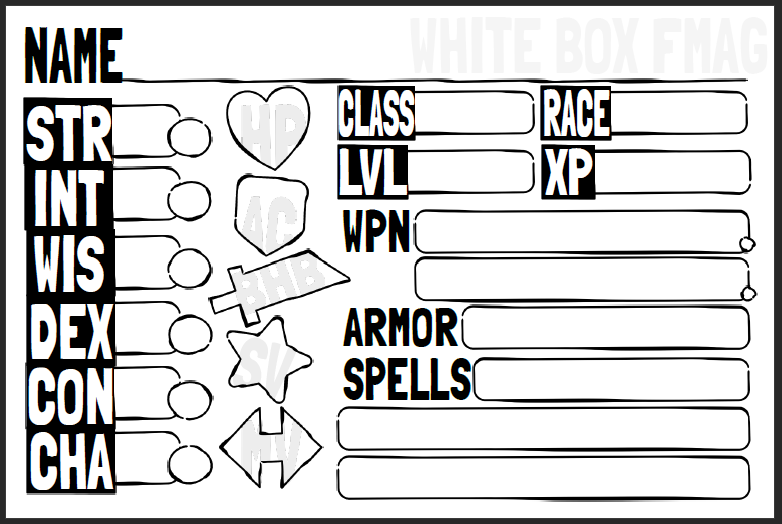 WHITE BOX FMAG
NAME
STR
INT
WIS
DEX
CON
CHA
HP
AC
BHB
SV
MV
CLASS
RACE
LVL
XP
WPN
ARMOR
SPELLS